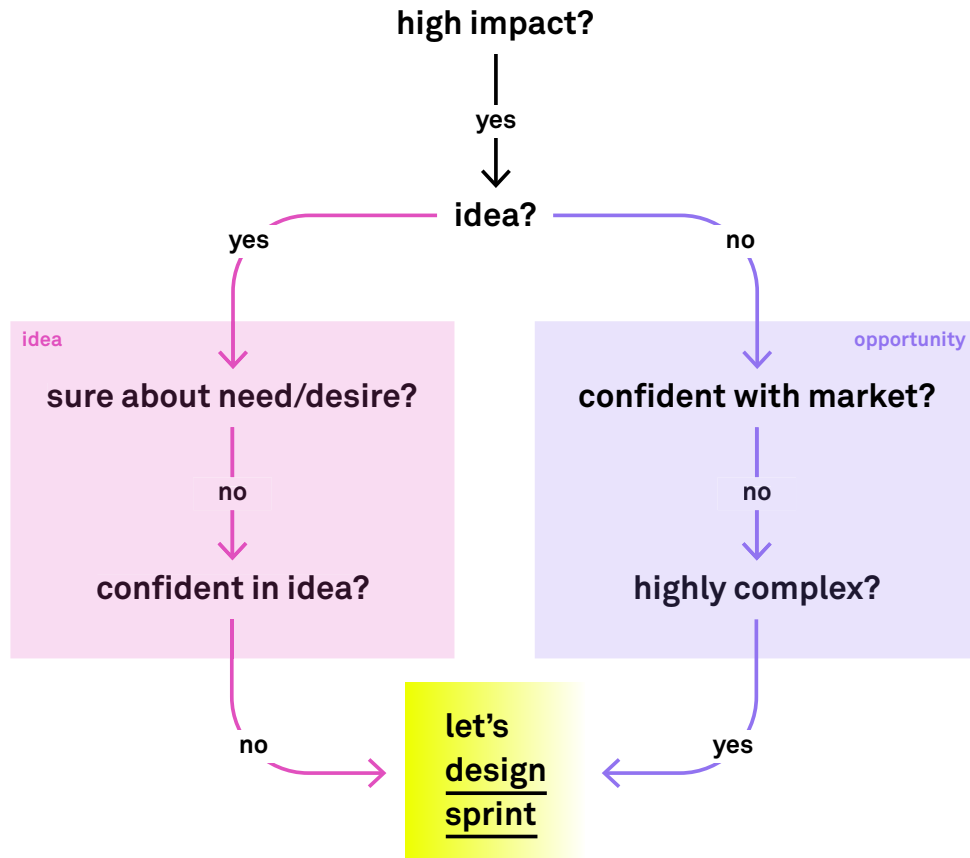 high impact?
yes
idea?
yes
no
idea
opportunity
sure about need/desire?
confident with market?
no
no
confident in idea?
highly complex?
let’s
design
sprint
no
yes